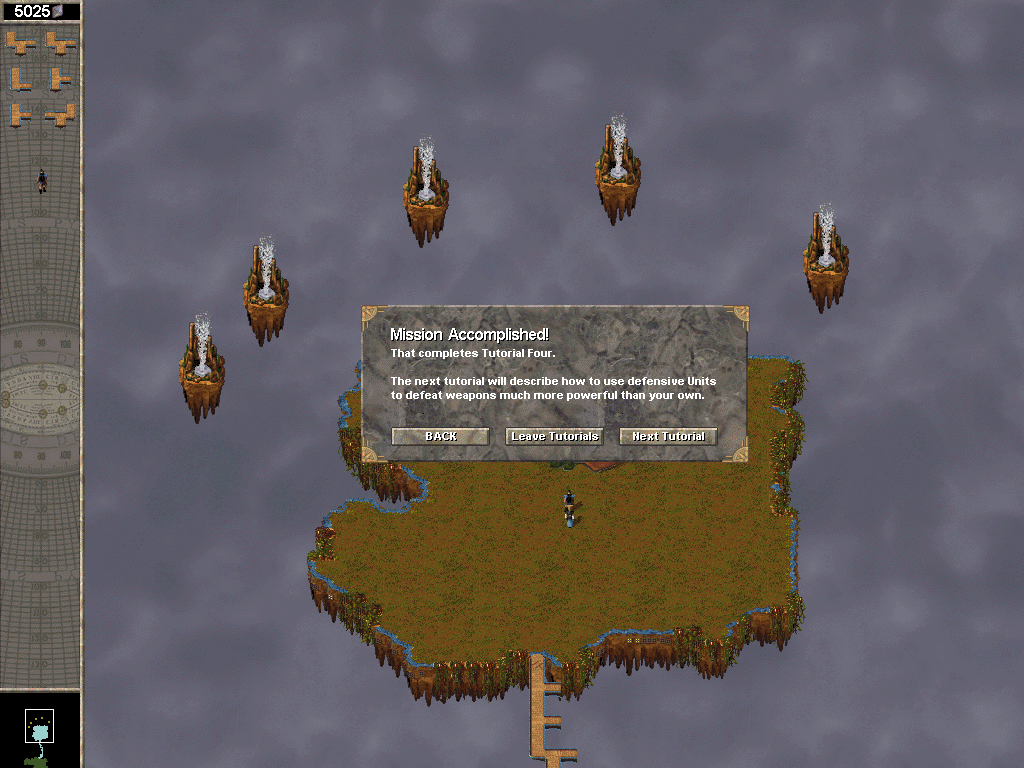 5025
Mission Accomplished!
That completes Tutorial Four.
The next tutorial will describe how to use defensive Units
to defeat weapons much more powerful than your own.
BACK
Leave Tutorials
Next Tutorial